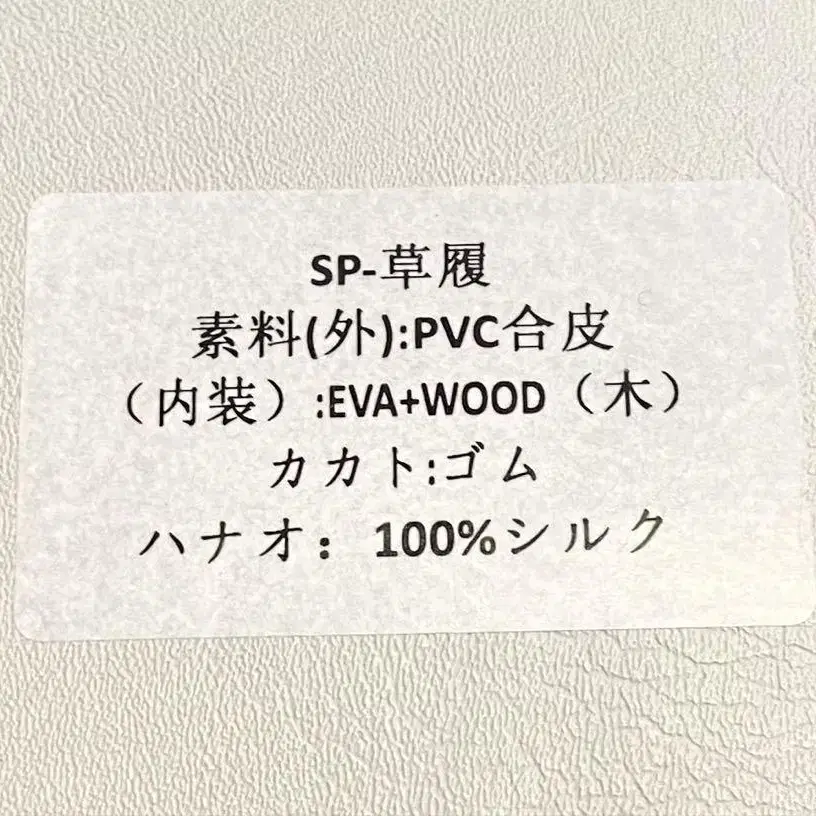 SP-草履
素料(外):PVC合皮
（内装）:EVA+WOOD（木）
カカト:ゴム
ハナオ： 100%シルク